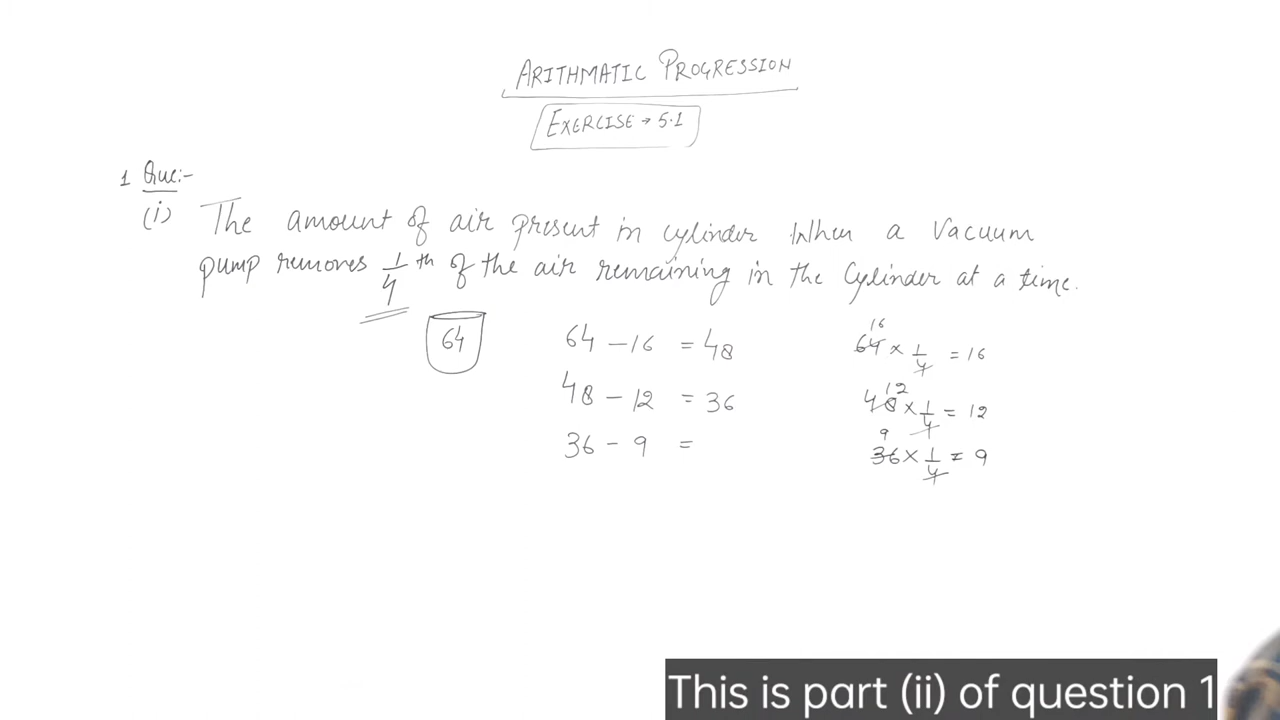 ARITHMATIC PROGRESSION
EXERCISE → 5.1
1 Que:-
(i) The amount of air present in cylinder when a vacuum
pump removes 1/4 th of the air remaining in the cylinder at a time.
64
64 - 16 = 48
64 × 1/4 = 16
16
48 - 12 = 36
48 × 1/4 = 12
12
36 - 9 =
36 × 1/4 = 9
9
This is part (ii) of question 1